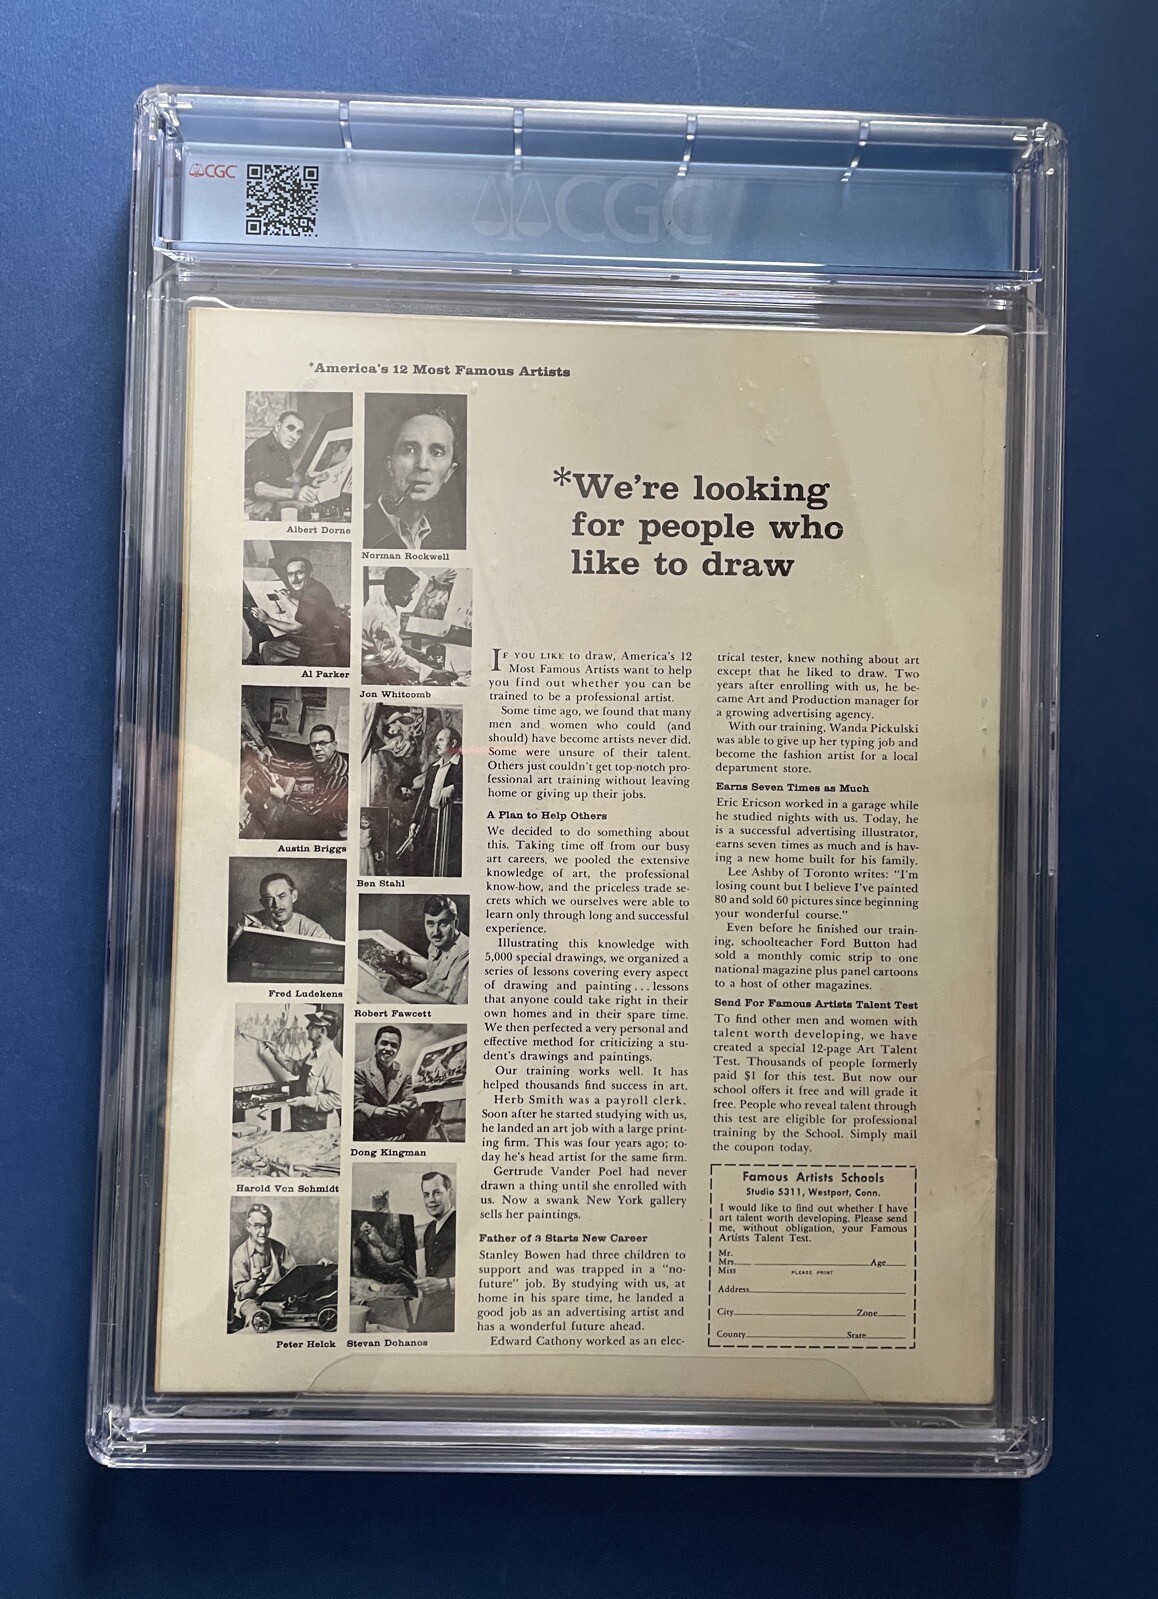 CGC
CGC
*America's 12 Most Famous Artists
Albert Dorne
Norman Rockwell
Al Parker
Jon Whitcomb
Austin Briggs
Ben Stahl
Fred Ludekens
Robert Fawcett
Harold Von Schmidt
Dong Kingman
Peter Helck
Stevan Dohanos
*We're looking
for people who
like to draw
IF YOU LIKE to draw, America's 12
Most Famous Artists want to help
you find out whether you can be
trained to be a professional artist.
Some time ago, we found that many
men and women who could (and
should) have become artists never did.
Some were unsure of their talent.
Others just couldn't get top-notch pro-
fessional art training without leaving
home or giving up their jobs.
A Plan to Help Others
We decided to do something about
this. Taking time off from our busy
art careers, we pooled the extensive
knowledge of art, the professional
know-how, and the priceless trade se-
crets which we ourselves were able to
learn only through long and successful
experience.
Illustrating this knowledge with
5,000 special drawings, we organized a
series of lessons covering every aspect
of drawing and painting . . . lessons
that anyone could take right in their
own homes and in their spare time.
We then perfected a very personal and
effective method for criticizing a stu-
dent's drawings and paintings.
Our training works well. It has
helped thousands find success in art.
Herb Smith was a payroll clerk.
Soon after he started studying with us,
he landed an art job with a large print-
ing firm. This was four years ago; to-
day he's head artist for the same firm.
Gertrude Vander Poel had never
drawn a thing until she enrolled with
us. Now a swank New York gallery
sells her paintings.
Father of 3 Starts New Career
Stanley Bowen had three children to
support and was trapped in a "no-
future" job. By studying with us, at
home in his spare time, he landed a
good job as an advertising artist and
has a wonderful future ahead.
Edward Cathony worked as an elec-
trical tester, knew nothing about art
except that he liked to draw. Two
years after enrolling with us, he be-
came Art and Production manager for
a growing advertising agency.
With our training, Wanda Pickulski
was able to give up her typing job and
become the fashion artist for a local
department store.
Earns Seven Times as Much
Eric Ericson worked in a garage while
he studied nights with us. Today, he
is a successful advertising illustrator,
earns seven times as much and is hav-
ing a new home built for his family.
Lee Ashby of Toronto writes: "I'm
losing count but I believe I've painted
80 and sold 60 pictures since beginning
your wonderful course."
Even before he finished our train-
ing, schoolteacher Ford Button had
sold a monthly comic strip to one
national magazine plus panel cartoons
to a host of other magazines.
Send For Famous Artists Talent Test
To find other men and women with
talent worth developing, we have
created a special 12-page Art Talent
Test. Thousands of people formerly
paid $1 for this test. But now our
school offers it free and will grade it
free. People who reveal talent through
this test are eligible for professional
training by the School. Simply mail
the coupon today.
Famous Artists Schools
Studio 5311, Westport, Conn.
I would like to find out whether I have
art talent worth developing. Please send
me, without obligation, your Famous
Artists Talent Test.
Mr.
Mrs. Age
Miss PLEASE PRINT
Address
City Zone
County State